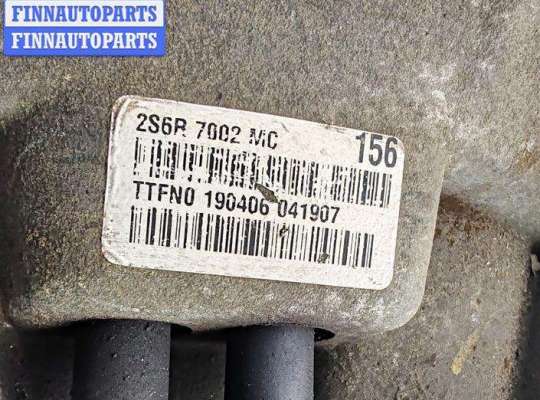 FINNAUTOPARTS
FINNAUTOPARTS
2S6R 7002 MC
156
TTFN0 190406 041907